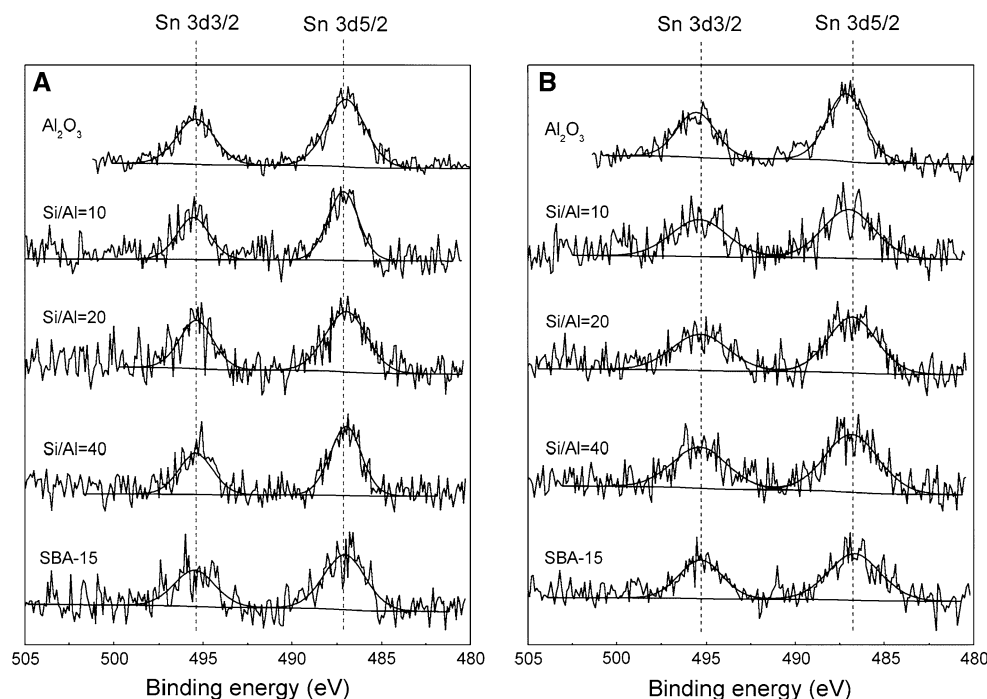 Sn 3d3/2 Sn 3d5/2
A
Al2O3
Si/Al=10
Si/Al=20
Si/Al=40
SBA-15
505 500 495 490 485 480
Binding energy (eV)
Sn 3d3/2 Sn 3d5/2
B
Al2O3
Si/Al=10
Si/Al=20
Si/Al=40
SBA-15
505 500 495 490 485 480
Binding energy (eV)